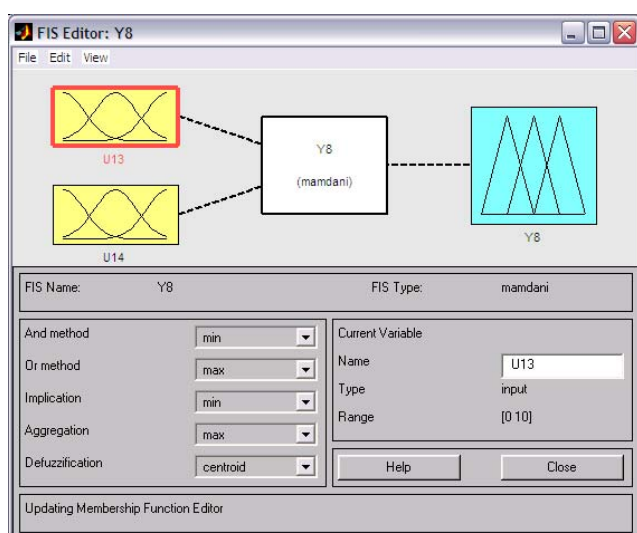 FIS Editor: Y8
File Edit View
U13
U14
Y8
(mamdani)
Y8
FIS Name: Y8 FIS Type: mamdani
And method min
Or method max
Implication min
Aggregation max
Defuzzification centroid
Current Variable
Name U13
Type input
Range [0 10]
Help Close
Updating Membership Function Editor